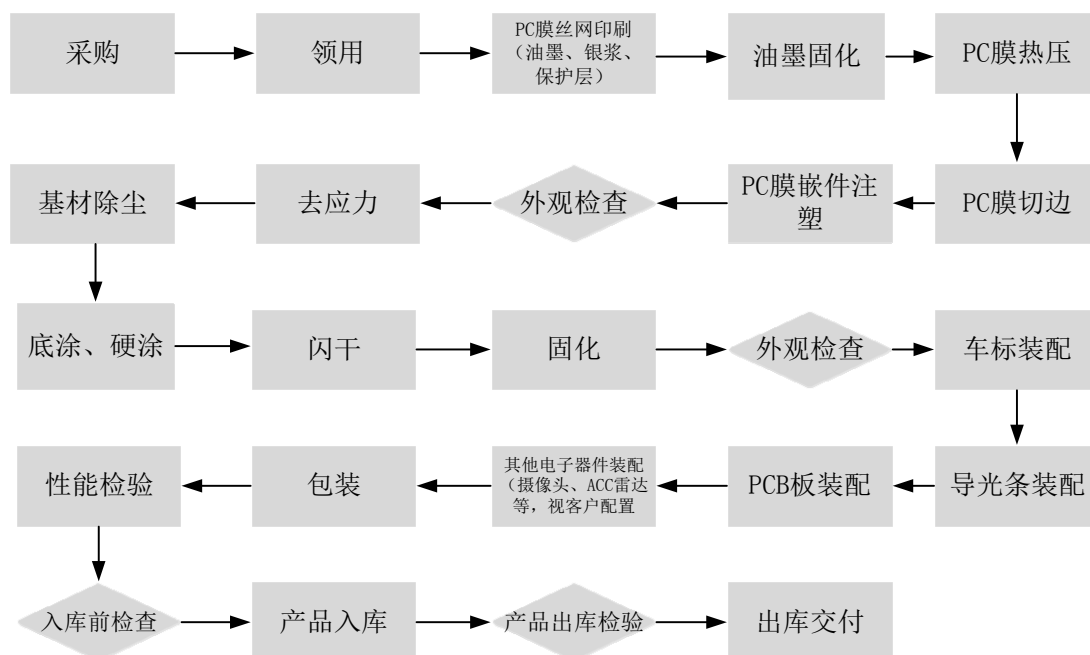 采购
领用
PC膜丝网印刷
（油墨、银浆、
保护层）
油墨固化
PC膜热压
基材除尘
去应力
外观检查
PC膜嵌件注
塑
PC膜切边
底涂、硬涂
闪干
固化
外观检查
车标装配
性能检验
包装
其他电子器件装配
（摄像头、ACC雷达
等，视客户配置
PCB板装配
导光条装配
入库前检查
产品入库
产品出库检验
出库交付